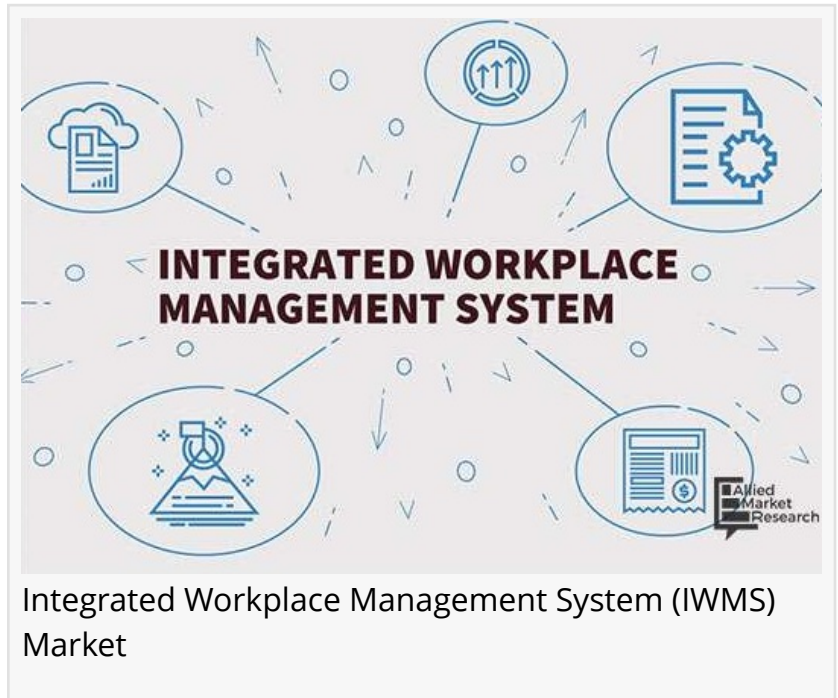 INTEGRATED WORKPLACE
MANAGEMENT SYSTEM
$
Allied
Market
Research
Integrated Workplace Management System (IWMS)
Market